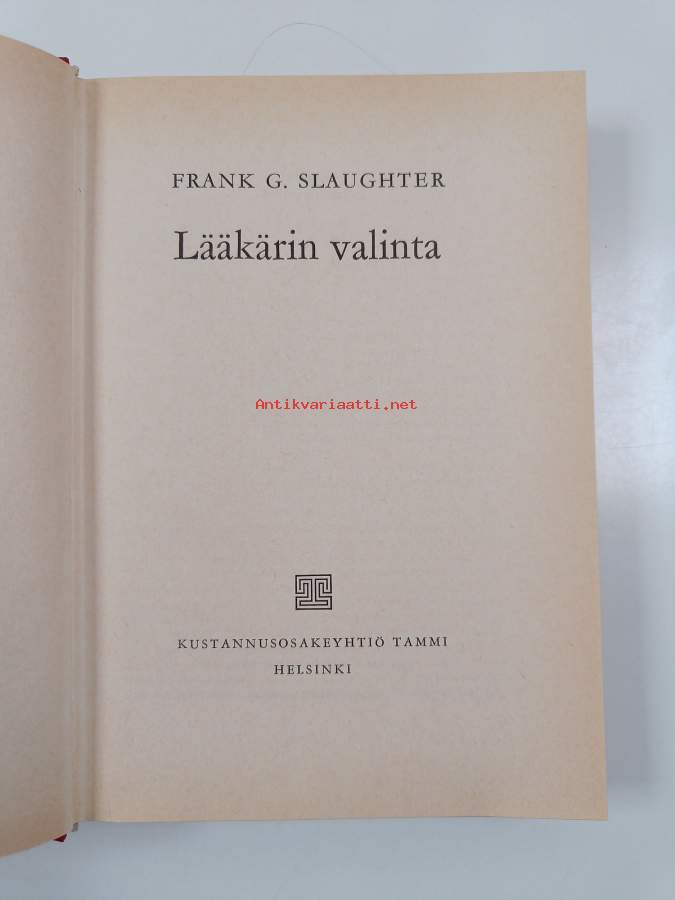 FRANK G. SLAUGHTER
Lääkärin valinta
Antikvariaatti.net
KUSTANNUSOSAKEYHTIÖ TAMMI
HELSINKI